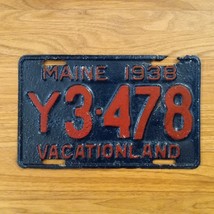 MAINE 1938
Y3·478
VACATIONLAND